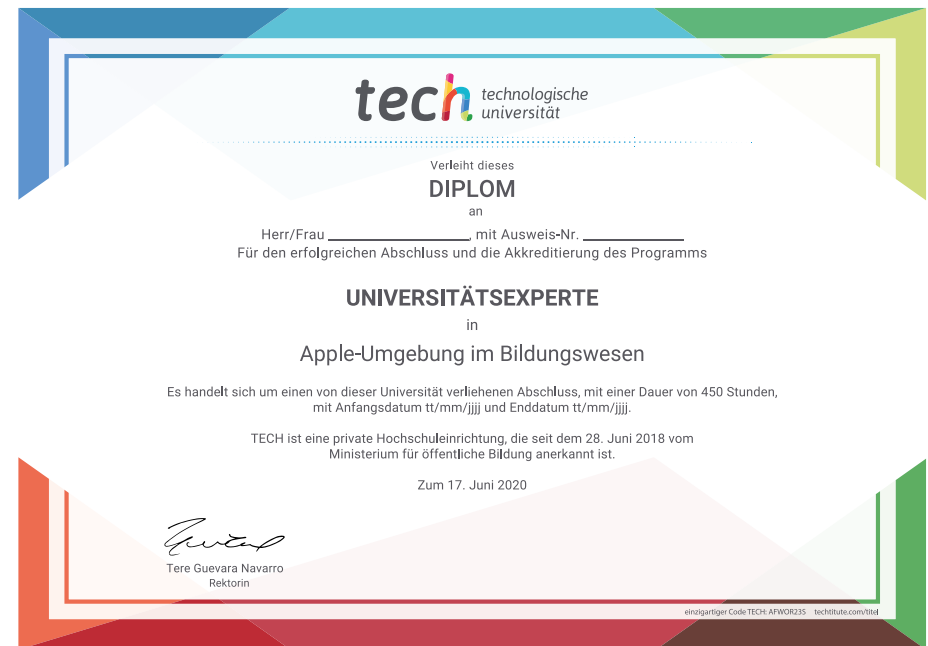 tech technologische
universität
Verleiht dieses
DIPLOM
an
Herr/Frau ____________, mit Ausweis-Nr. ____________
Für den erfolgreichen Abschluss und die Akkreditierung des Programms
UNIVERSITÄTSEXPERTE
in
Apple-Umgebung im Bildungswesen
Es handelt sich um einen von dieser Universität verliehenen Abschluss, mit einer Dauer von 450 Stunden,
mit Anfangsdatum tt/mm/jjjj und Enddatum tt/mm/jjjj.
TECH ist eine private Hochschuleinrichtung, die seit dem 28. Juni 2018 vom
Ministerium für öffentliche Bildung anerkannt ist.
Zum 17. Juni 2020
Tere Guevara Navarro
Rektorin
einzigartiger Code TECH: AFWOR23S techtitute.com/titel